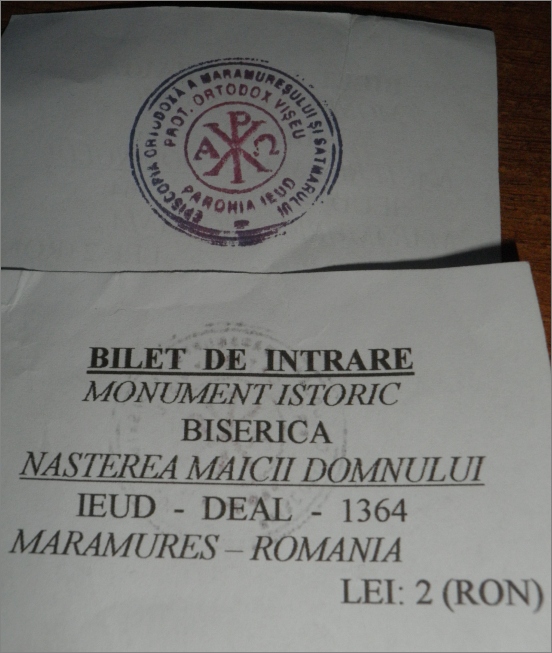 EPISCOPIA ORTODOXĂ A MARAMUREŞULUI ŞI SATMARULUI
PROT. ORTODOX VIŞEU
A P Ω
PAROHIA IEUD
BILET DE INTRARE
MONUMENT ISTORIC
BISERICA
NASTEREA MAICII DOMNULUI
IEUD - DEAL - 1364
MARAMURES – ROMANIA
LEI: 2 (RON)